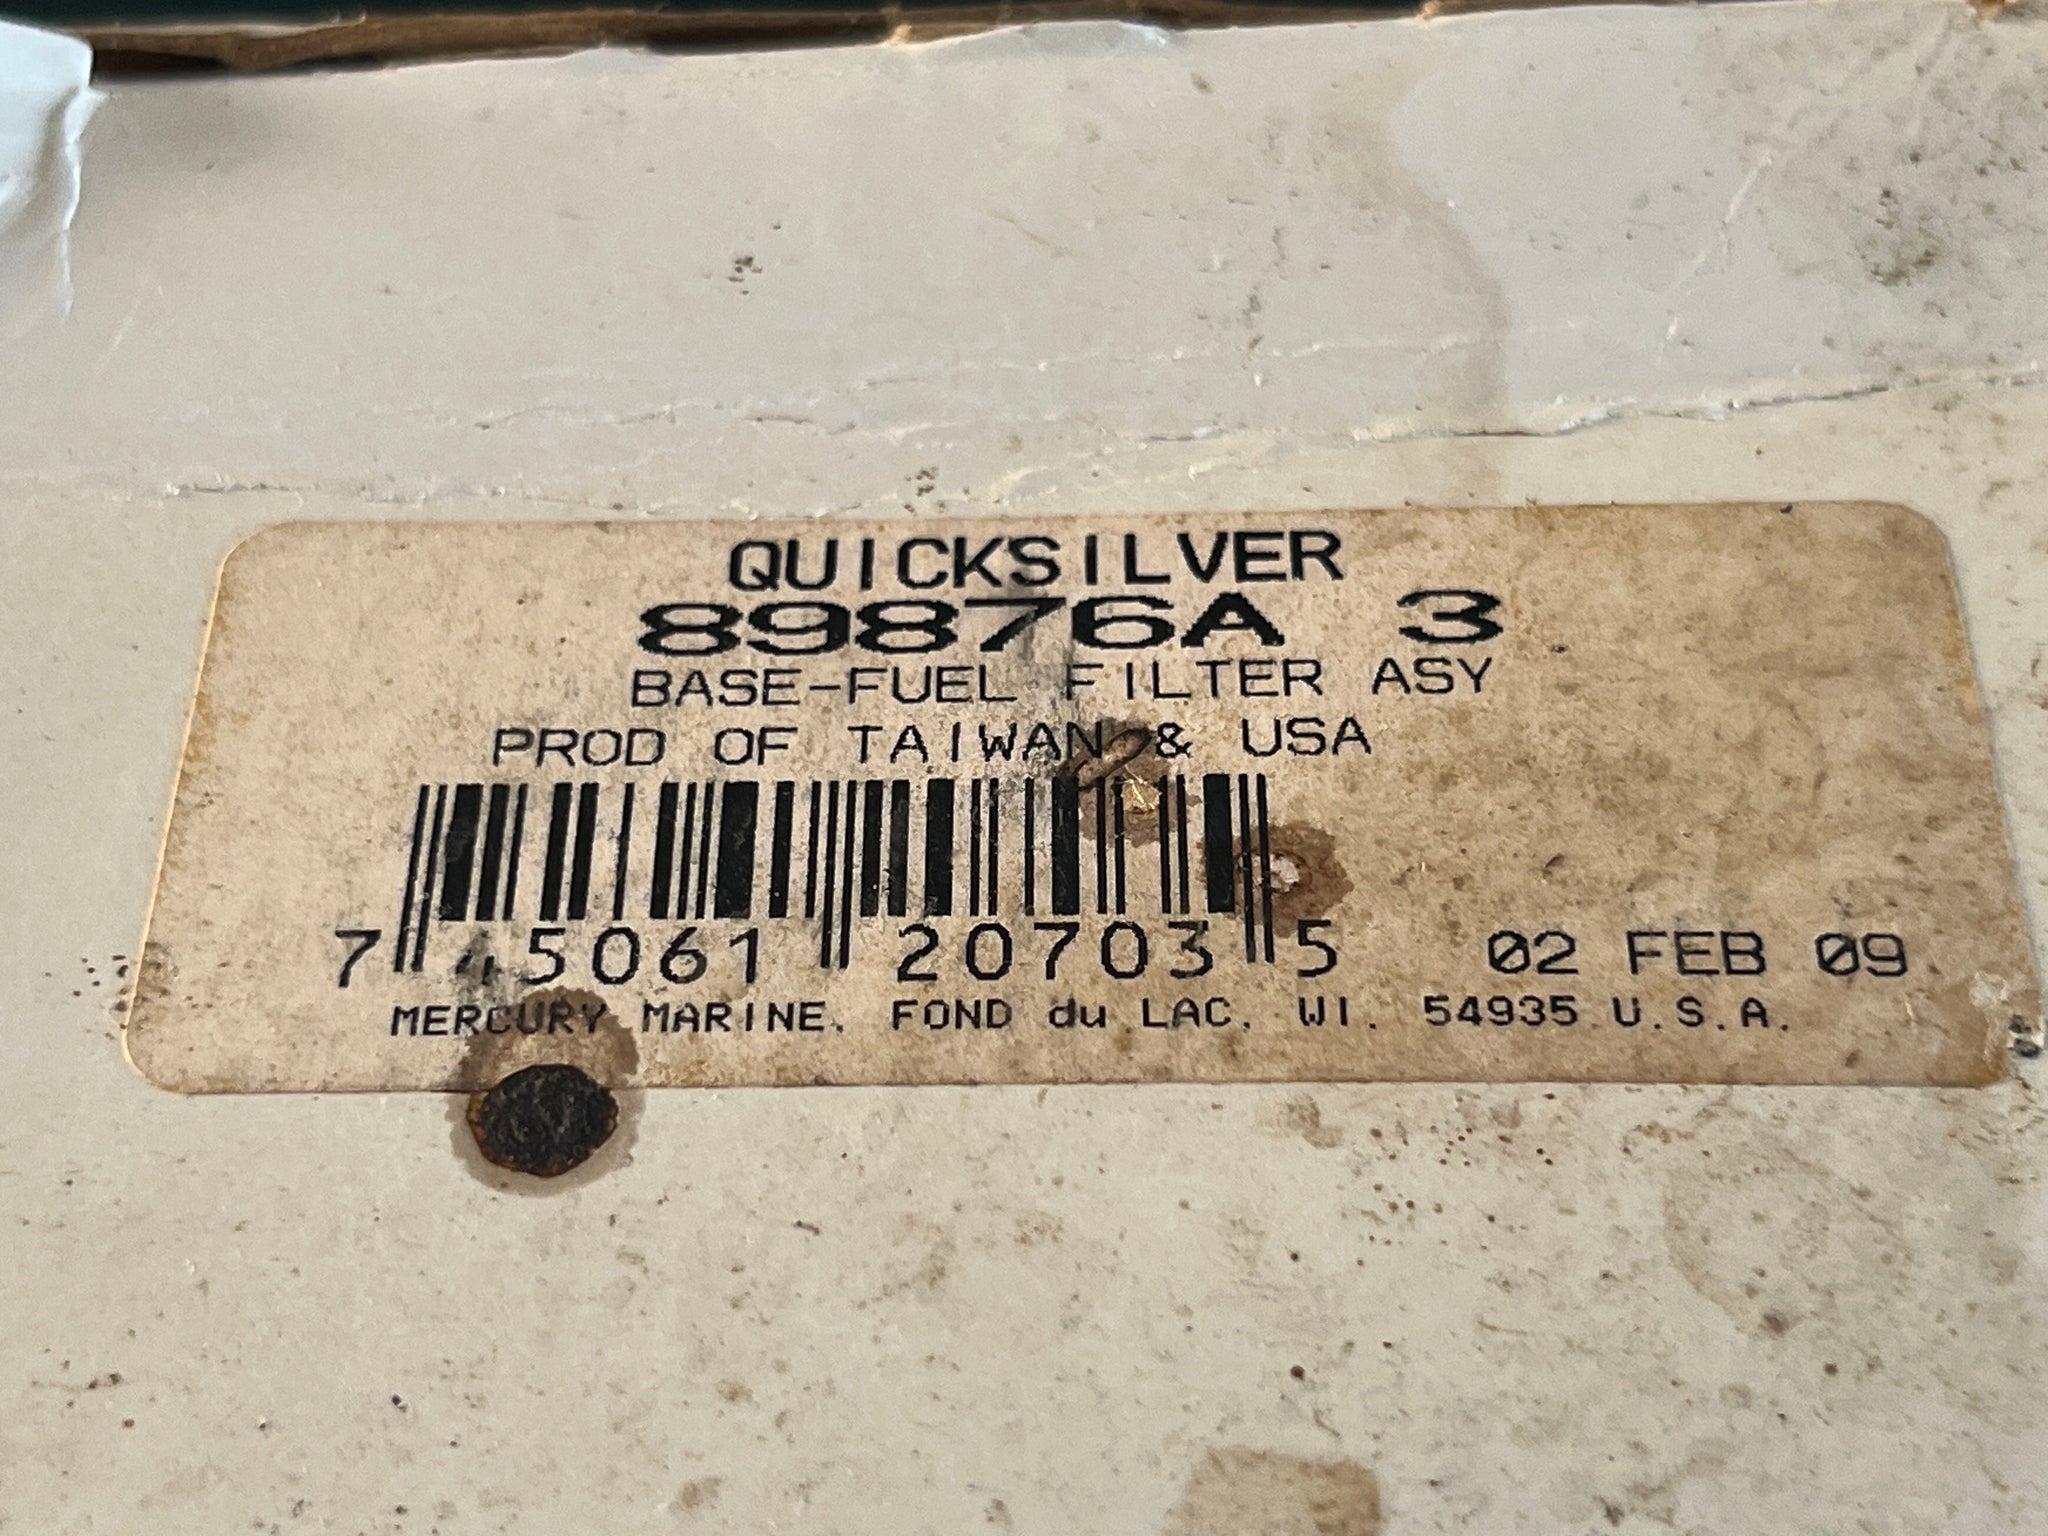 QUICKSILVER
89876A 3
BASE-FUEL FILTER ASY
PROD OF TAIWAN & USA
7 45061 20703 5 02 FEB 09
MERCURY MARINE. FOND du LAC, WI. 54935 U.S.A.